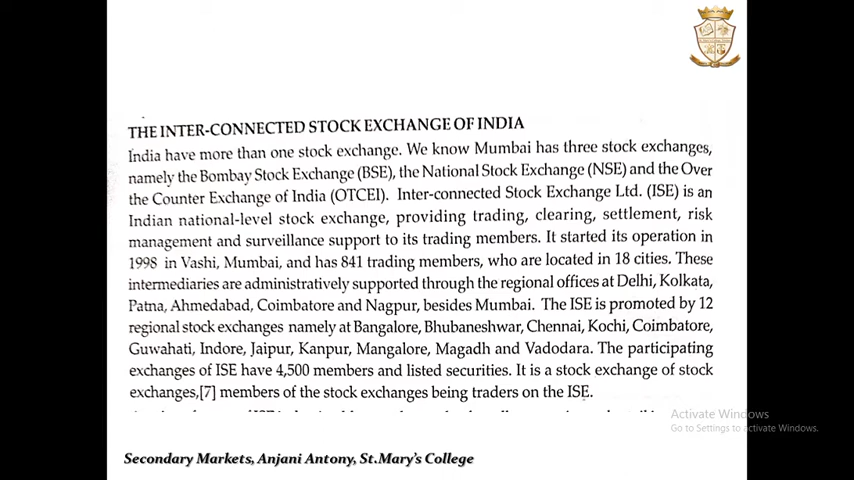 THE INTER-CONNECTED STOCK EXCHANGE OF INDIA
India have more than one stock exchange. We know Mumbai has three stock exchanges,
namely the Bombay Stock Exchange (BSE), the National Stock Exchange (NSE) and the Over
the Counter Exchange of India (OTCEI). Inter-connected Stock Exchange Ltd. (ISE) is an
Indian national-level stock exchange, providing trading, clearing, settlement, risk
management and surveillance support to its trading members. It started its operation in
1998 in Vashi, Mumbai, and has 841 trading members, who are located in 18 cities. These
intermediaries are administratively supported through the regional offices at Delhi, Kolkata,
Patna, Ahmedabad, Coimbatore and Nagpur, besides Mumbai. The ISE is promoted by 12
regional stock exchanges namely at Bangalore, Bhubaneshwar, Chennai, Kochi, Coimbatore,
Guwahati, Indore, Jaipur, Kanpur, Mangalore, Magadh and Vadodara. The participating
exchanges of ISE have 4,500 members and listed securities. It is a stock exchange of stock
exchanges,[7] members of the stock exchanges being traders on the ISE.
Activate Windows
Go to Settings to activate Windows.
Secondary Markets, Anjani Antony, St.Mary's College